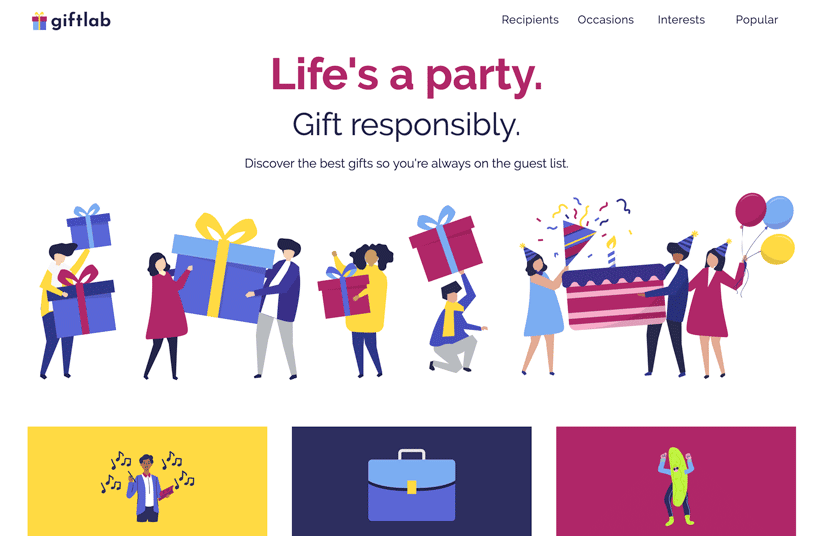 giftlab
Recipients Occasions Interests Popular
Life's a party.
Gift responsibly.
Discover the best gifts so you're always on the guest list.